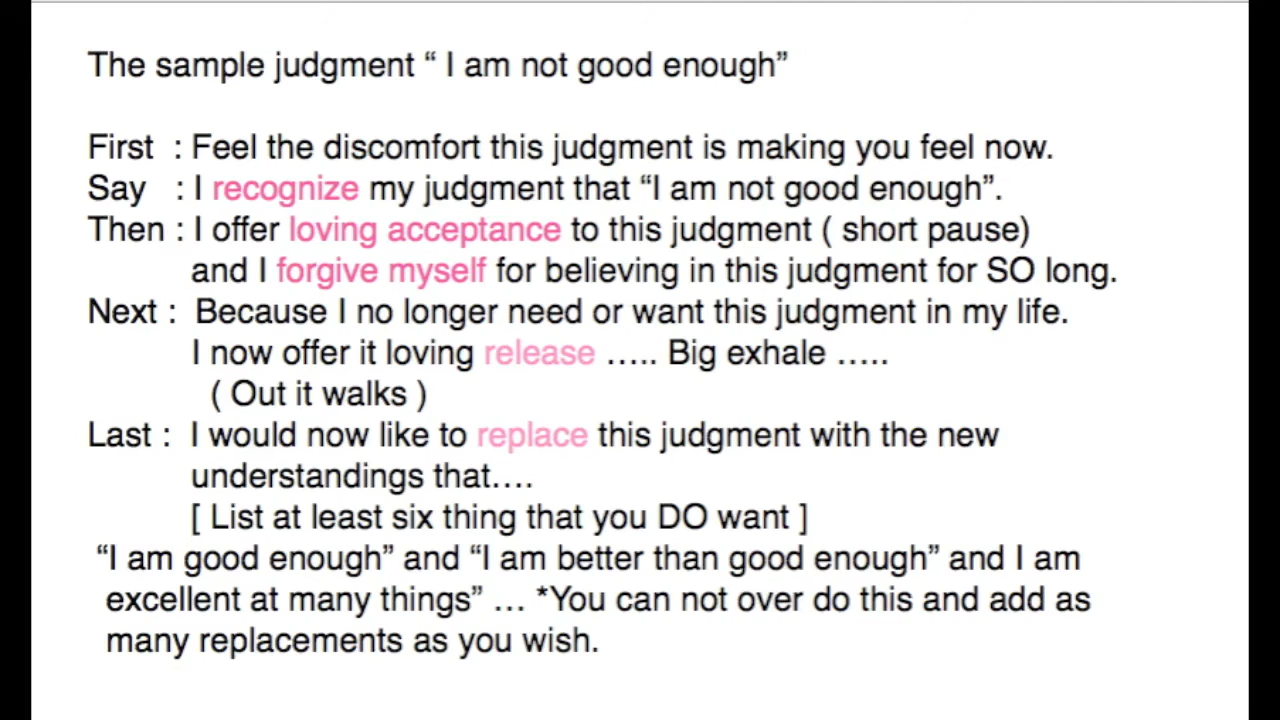 The sample judgment “ I am not good enough”
First : Feel the discomfort this judgment is making you feel now.
Say : I recognize my judgment that “I am not good enough”.
Then : I offer loving acceptance to this judgment ( short pause)
and I forgive myself for believing in this judgment for SO long.
Next : Because I no longer need or want this judgment in my life.
I now offer it loving release ..... Big exhale .....
( Out it walks )
Last : I would now like to replace this judgment with the new
understandings that....
[ List at least six thing that you DO want ]
“I am good enough” and “I am better than good enough” and I am
excellent at many things” ... *You can not over do this and add as
many replacements as you wish.